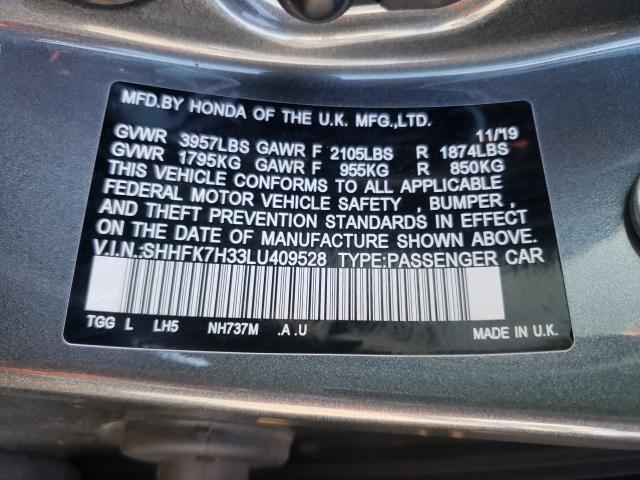 MFD.BY HONDA OF THE U.K. MFG.,LTD.
11/19
GVWR 3957LBS GAWR F 2105LBS R 1874LBS
GVWR 1795KG GAWR F 955KG R 850KG
THIS VEHICLE CONFORMS TO ALL APPLICABLE
FEDERAL MOTOR VEHICLE SAFETY , BUMPER ,
AND THEFT PREVENTION STANDARDS IN EFFECT
ON THE DATE OF MANUFACTURE SHOWN ABOVE.
V.I.N.:SHHFK7H33LU409528 TYPE:PASSENGER CAR
TGG L LH5 NH737M .A .U MADE IN U.K.